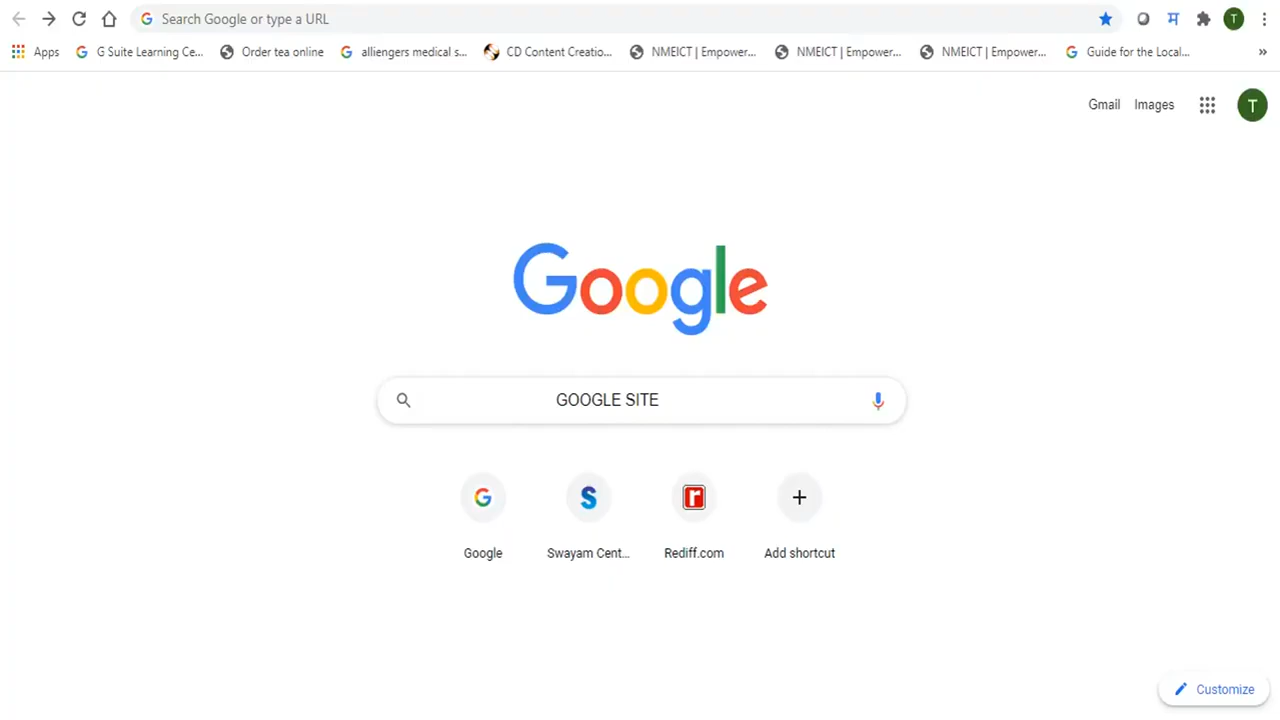 Search Google or type a URL
म
T
Apps
G Suite Learning Ce...
Order tea online
alliengers medical s...
CD Content Creatio...
NMEICT | Empower...
NMEICT | Empower...
NMEICT | Empower...
Guide for the Local...
»
Gmail
Images
T
Google
GOOGLE SITE
Google
Swayam Cent...
Rediff.com
Add shortcut
Customize